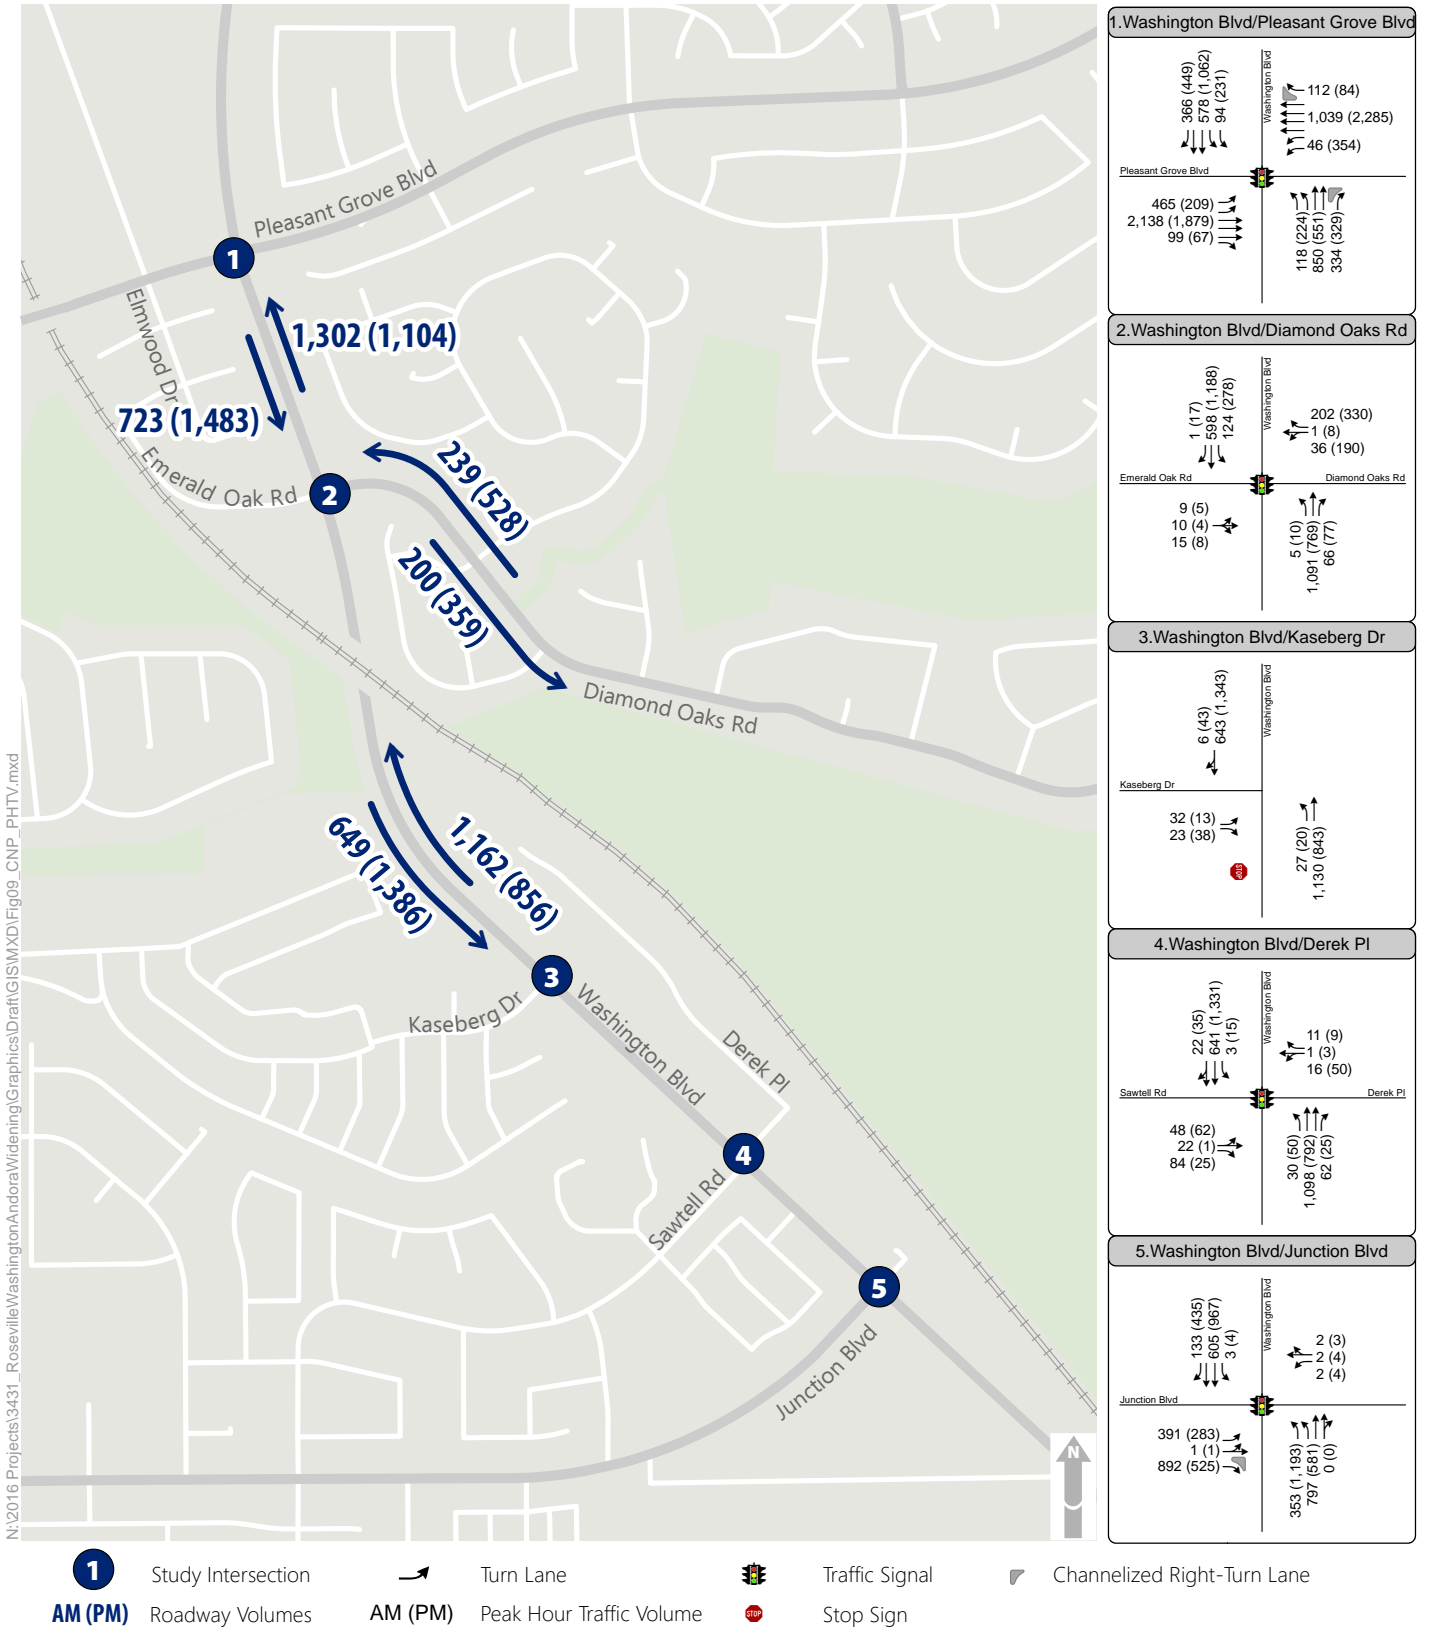 Pleasant Grove Blvd
1
Elmwood Dr
1,302 (1,104)
723 (1,483)
Emerald Oak Rd
2
239 (528)
200 (359)
Diamond Oaks Rd
1,162 (856)
649 (1,386)
3
Kaseberg Dr
Washington Blvd
Derek Pl
4
Sawtell Rd
5
Junction Blvd
N
N:\2016 Projects\3431_RosevilleWashingtonAndoraWidening\Graphics\Draft\GIS\MXD\Fig09_CNP_PHTV.mxd
1.Washington Blvd/Pleasant Grove Blvd
366 (449)
578 (1,062)
94 (231)
Washington Blvd
112 (84)
1,039 (2,285)
46 (354)
Pleasant Grove Blvd
465 (209)
2,138 (1,879)
99 (67)
118 (224)
850 (551)
334 (329)
2.Washington Blvd/Diamond Oaks Rd
1 (17)
598 (1,188)
124 (278)
Washington Blvd
202 (330)
1 (8)
36 (190)
Emerald Oak Rd
Diamond Oaks Rd
9 (5)
10 (4)
15 (8)
5 (10)
1,091 (769)
66 (77)
3.Washington Blvd/Kaseberg Dr
6 (43)
643 (1,343)
Washington Blvd
Kaseberg Dr
32 (13)
23 (38)
STOP
27 (20)
1,130 (843)
4.Washington Blvd/Derek Pl
22 (35)
641 (1,331)
3 (15)
Washington Blvd
11 (9)
1 (3)
16 (50)
Sawtell Rd
Derek Pl
48 (62)
22 (1)
84 (25)
30 (50)
1,098 (792)
62 (25)
5.Washington Blvd/Junction Blvd
133 (435)
605 (967)
3 (4)
Washington Blvd
2 (3)
2 (4)
2 (4)
Junction Blvd
391 (283)
1 (1)
892 (525)
353 (1,193)
797 (581)
0 (0)
1 Study Intersection
Turn Lane
Traffic Signal
Channelized Right-Turn Lane
AM (PM) Roadway Volumes
AM (PM) Peak Hour Traffic Volume
STOP Stop Sign